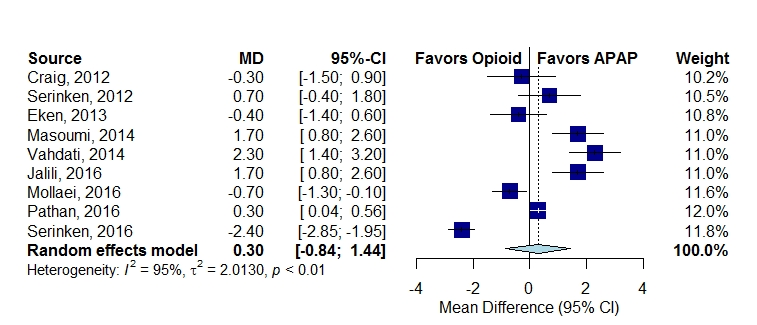 Source MD 95%-CI Favors Opioid Favors APAP Weight
Craig, 2012 -0.30 [-1.50; 0.90] 10.2%
Serinken, 2012 0.70 [-0.40; 1.80] 10.5%
Eken, 2013 -0.40 [-1.40; 0.60] 10.8%
Masoumi, 2014 1.70 [ 0.80; 2.60] 11.0%
Vahdati, 2014 2.30 [ 1.40; 3.20] 11.0%
Jalili, 2016 1.70 [ 0.80; 2.60] 11.0%
Mollaei, 2016 -0.70 [-1.30; -0.10] 11.6%
Pathan, 2016 0.30 [ 0.04; 0.56] 12.0%
Serinken, 2016 -2.40 [-2.85; -1.95] 11.8%
Random effects model 0.30 [-0.84; 1.44] 100.0%
Heterogeneity: I² = 95%, τ² = 2.0130, p < 0.01
-4 -2 0 2 4
Mean Difference (95% CI)